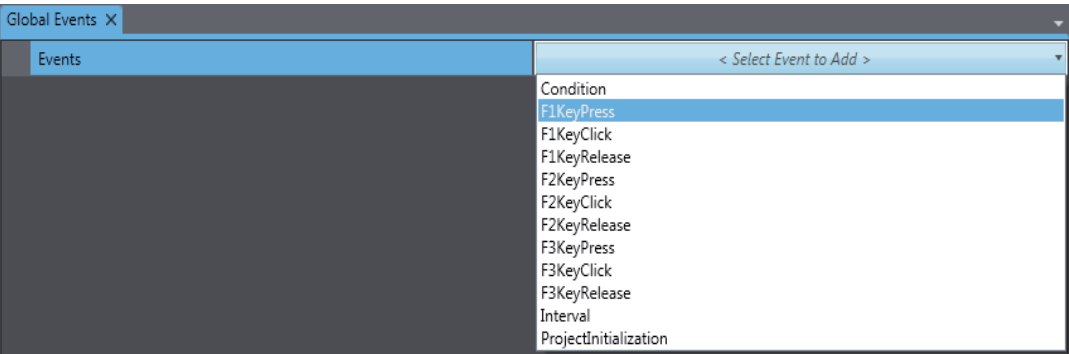 Global Events X
Events
< Select Event to Add >
Condition
F1KeyPress
F1KeyClick
F1KeyRelease
F2KeyPress
F2KeyClick
F2KeyRelease
F3KeyPress
F3KeyClick
F3KeyRelease
Interval
ProjectInitialization